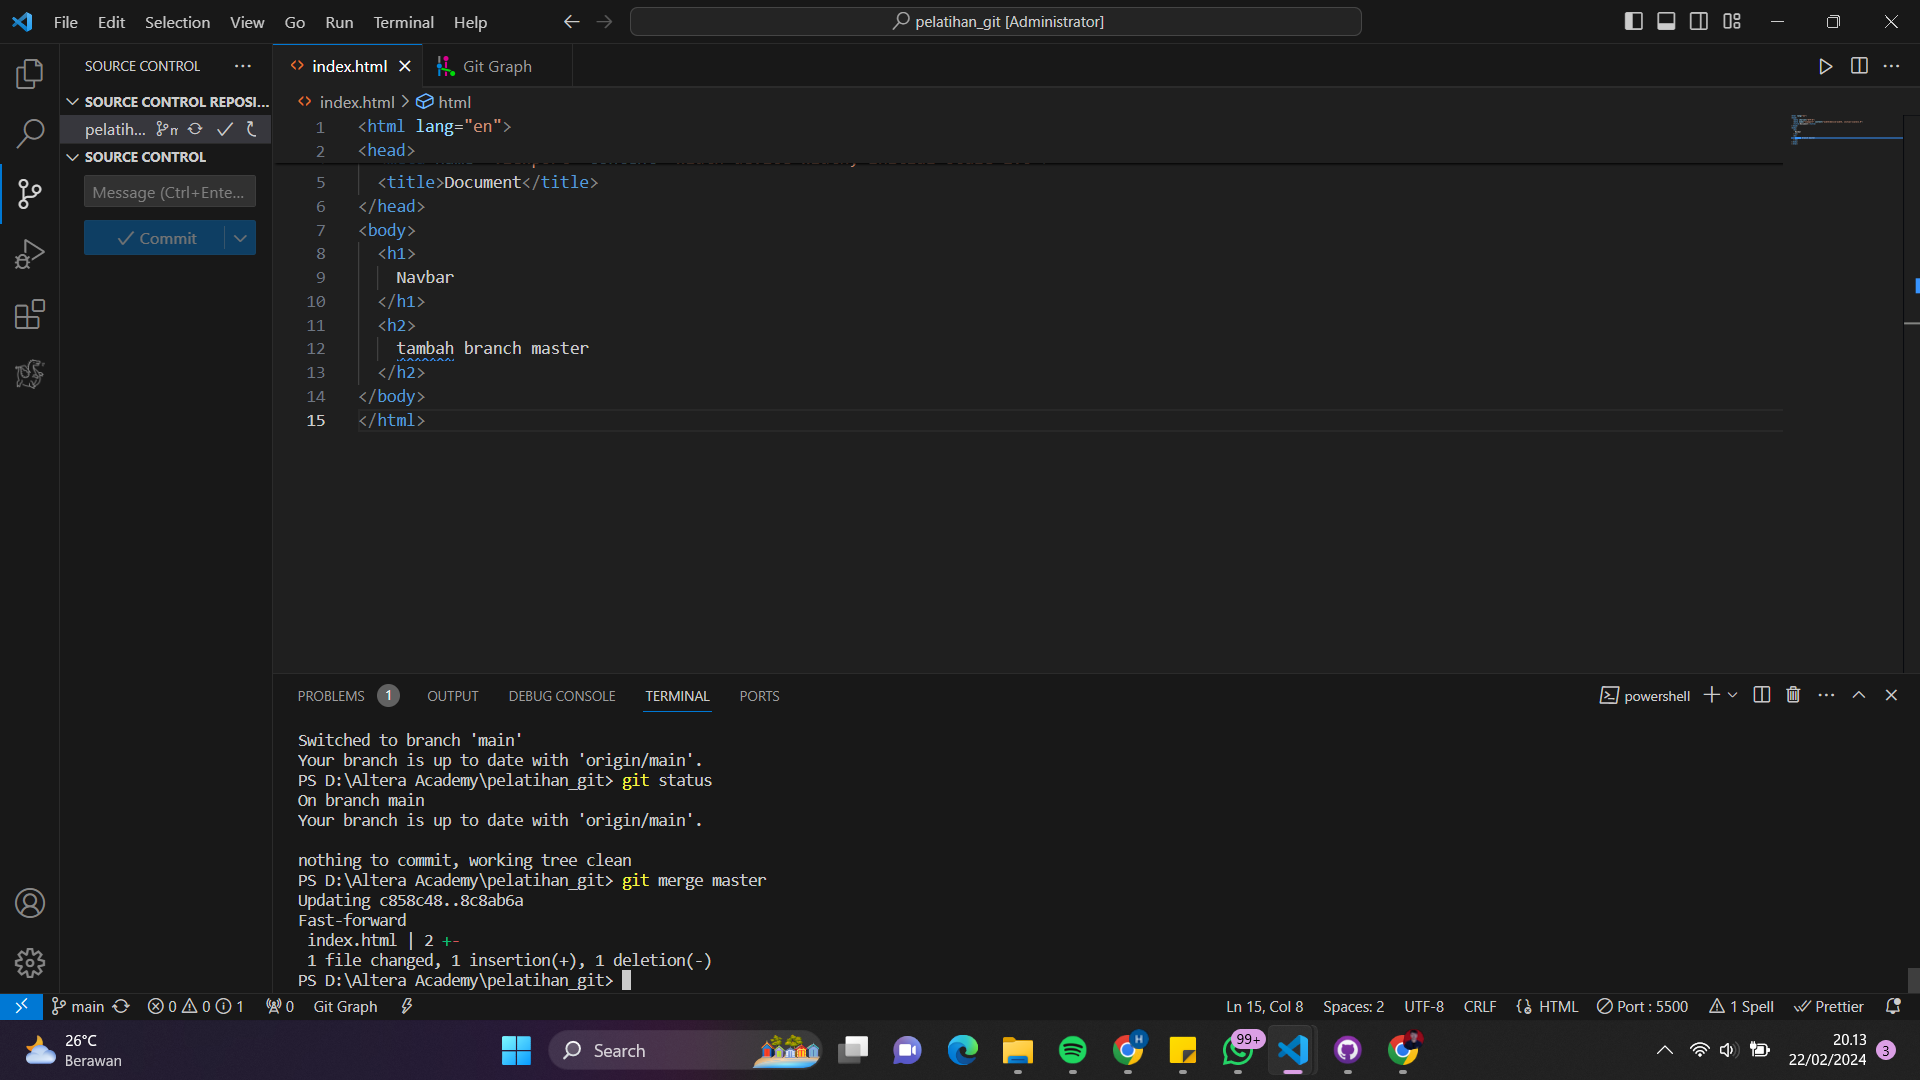 File Edit Selection View Go Run Terminal Help
pelatihan_git [Administrator]
SOURCE CONTROL
index.html
Git Graph
SOURCE CONTROL REPOSI...
pelatih...
SOURCE CONTROL
Message (Ctrl+Ente...
Commit
index.html > html
1 <html lang="en">
2 <head>
5 <title>Document</title>
6 </head>
7 <body>
8 <h1>
9 Navbar
10 </h1>
11 <h2>
12 tambah branch master
13 </h2>
14 </body>
15 </html>
PROBLEMS 1 OUTPUT DEBUG CONSOLE TERMINAL PORTS
powershell
Switched to branch 'main'
Your branch is up to date with 'origin/main'.
PS D:\Altera Academy\pelatihan_git> git status
On branch main
Your branch is up to date with 'origin/main'.
nothing to commit, working tree clean
PS D:\Altera Academy\pelatihan_git> git merge master
Updating c858c48..8c8ab6a
Fast-forward
index.html | 2 +-
1 file changed, 1 insertion(+), 1 deletion(-)
PS D:\Altera Academy\pelatihan_git>
main 0 0 1 0 Git Graph
Ln 15, Col 8 Spaces: 2 UTF-8 CRLF HTML Port : 5500 1 Spell Prettier
26°C
Berawan
Search
H
99+
20.13
22/02/2024
3